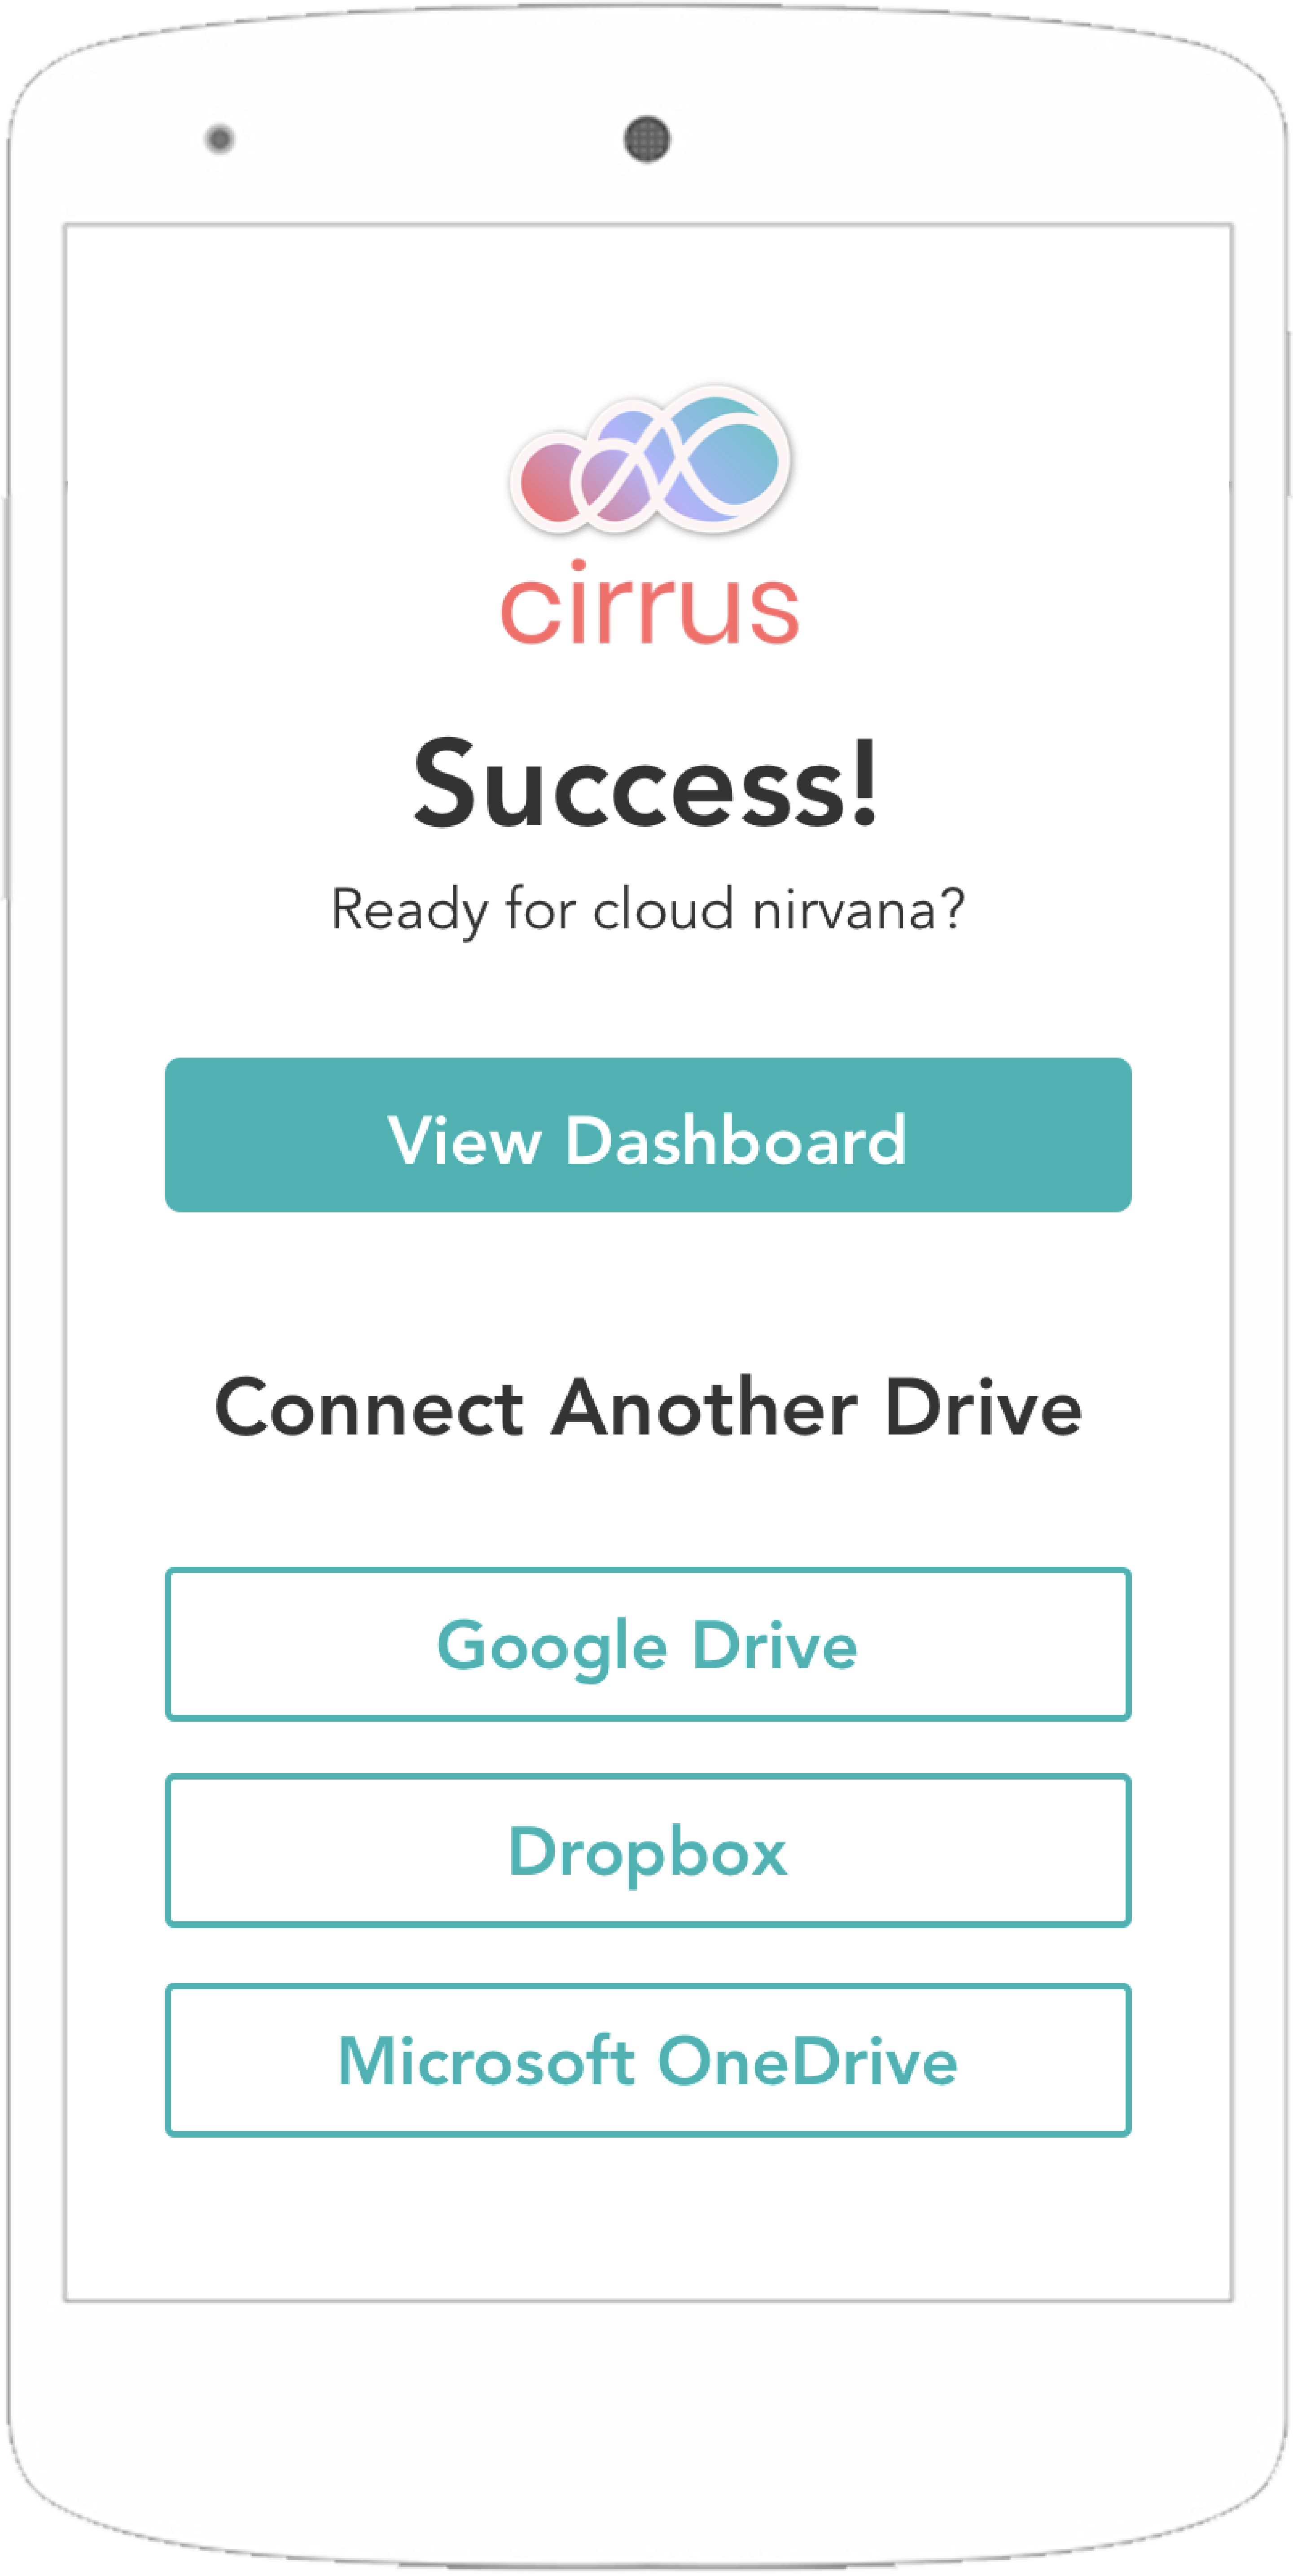 cirrus
Success!
Ready for cloud nirvana?
View Dashboard
Connect Another Drive
Google Drive
Dropbox
Microsoft OneDrive